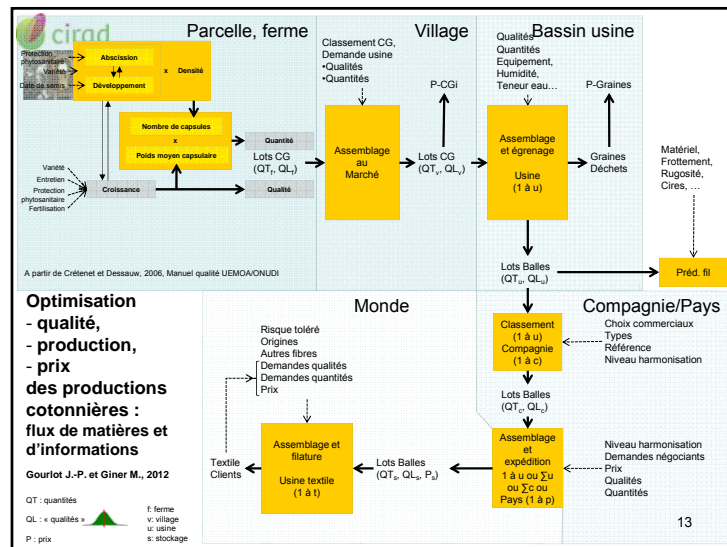 cirad
Parcelle, ferme
Village
Bassin usine
Protection
phytosanitaire
Variété
Date de semis
Abscission
Développement
x
Densité
Nombre de capsules
x
Poids moyen capsulaire
Quantité
Variété
Entretien
Protection
phytosanitaire
Fertilisation
Croissance
Qualité
Lots CG
(QTf, QLf)
Classement CG,
Demande usine
•Qualités
•Quantités
Assemblage
au
Marché
P-CGi
Lots CG
(QTv, QLv)
Qualités
Quantités
Equipement,
Humidité,
Teneur eau…
Assemblage
et égrenage
Usine
(1 à u)
P-Graines
Graines
Déchets
Matériel,
Frottement,
Rugosité,
Cires, …
Préd. fil
Lots Balles
(QTu, QLu)
A partir de Crétenet et Dessauw, 2006, Manuel qualité UEMOA/ONUDI
Optimisation
- qualité,
- production,
- prix
des productions
cotonnières :
flux de matières et
d’informations
Gourlot J.-P. et Giner M., 2012
QT : quantités
QL : « qualités »
P : prix
f: ferme
v: village
u: usine
s: stockage
Monde
Compagnie/Pays
Risque toléré
Origines
Autres fibres
Demandes qualités
Demandes quantités
Prix
Classement
(1 à u)
Compagnie
(1 à c)
Choix commerciaux
Types
Référence
Niveau harmonisation
Lots Balles
(QTc, QLc)
Textile
Clients
Assemblage et
filature
Usine textile
(1 à t)
Lots Balles
(QTs, QLs, Ps)
Assemblage
et
expédition
1 à u ou ∑u
ou ∑c ou
Pays (1 à p)
Niveau harmonisation
Demandes négociants
Prix
Qualités
Quantités
13